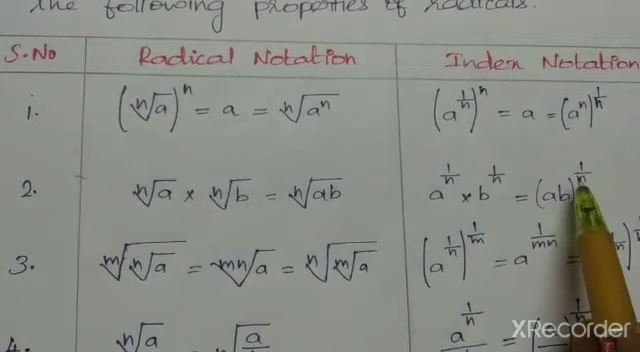 the following properties of radicals.
S.No Radical Notation Index Notation
1. (ⁿ√a)ⁿ = a = ⁿ√aⁿ (a^(1/n))ⁿ = a = (aⁿ)^(1/n)
2. ⁿ√a × ⁿ√b = ⁿ√ab a^(1/n) × b^(1/n) = (ab)^(1/n)
3. ᵐ√(ⁿ√a) = ᵐⁿ√a = ⁿ√(ᵐ√a) (a^(1/n))^(1/m) = a^(1/mn) =
4. ⁿ√a = ⁿ√a a^(1/n) =
XRecorder